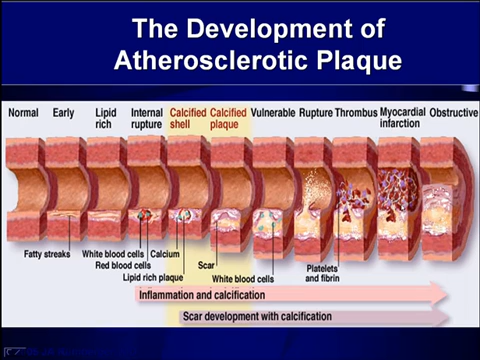 The Development of
Atherosclerotic Plaque
Normal
Early
Lipid
rich
Internal
rupture
Calcified
shell
Calcified
plaque
Vulnerable
Rupture
Thrombus
Myocardial
infarction
Obstructive
Fatty streaks
White blood cells
Red blood cells
Calcium
Lipid rich plaque
Scar
White blood cells
Platelets
and fibrin
Inflammation and calcification
Scar development with calcification